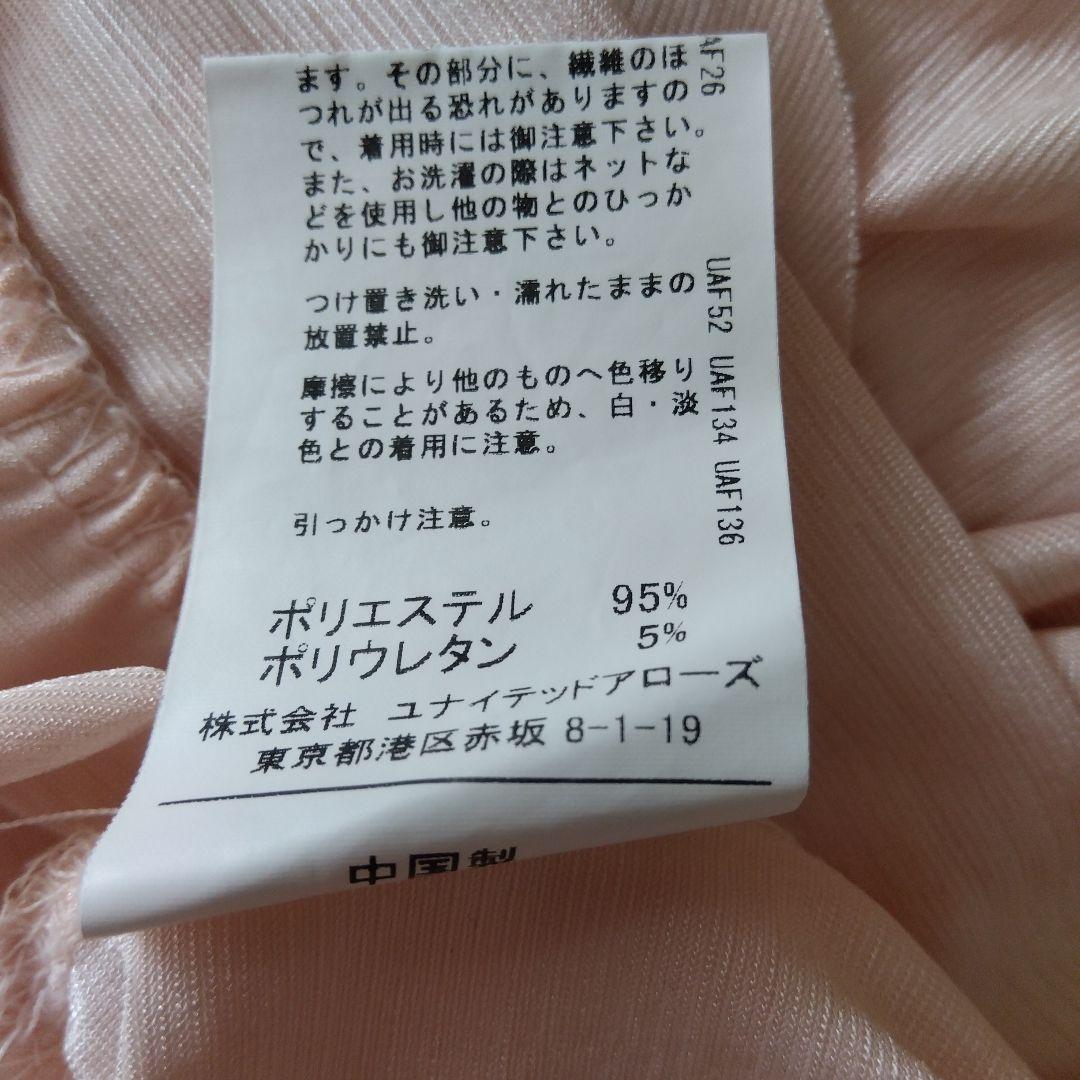 ます。その部分に、繊維のほ
つれが出る恐れがありますの
で、着用時には御注意下さい。
また、お洗濯の際はネットな
どを使用し他の物とのひっか
かりにも御注意下さい。
つけ置き洗い・濡れたままの
放置禁止。
摩擦により他のものへ色移り
することがあるため、白・淡
色との着用に注意。
引っかけ注意。
ポリエステル 95%
ポリウレタン 5%
株式会社 ユナイテッドアローズ
東京都港区赤坂 8-1-19
中国製
AF26
UAF52 UAF134 UAF136